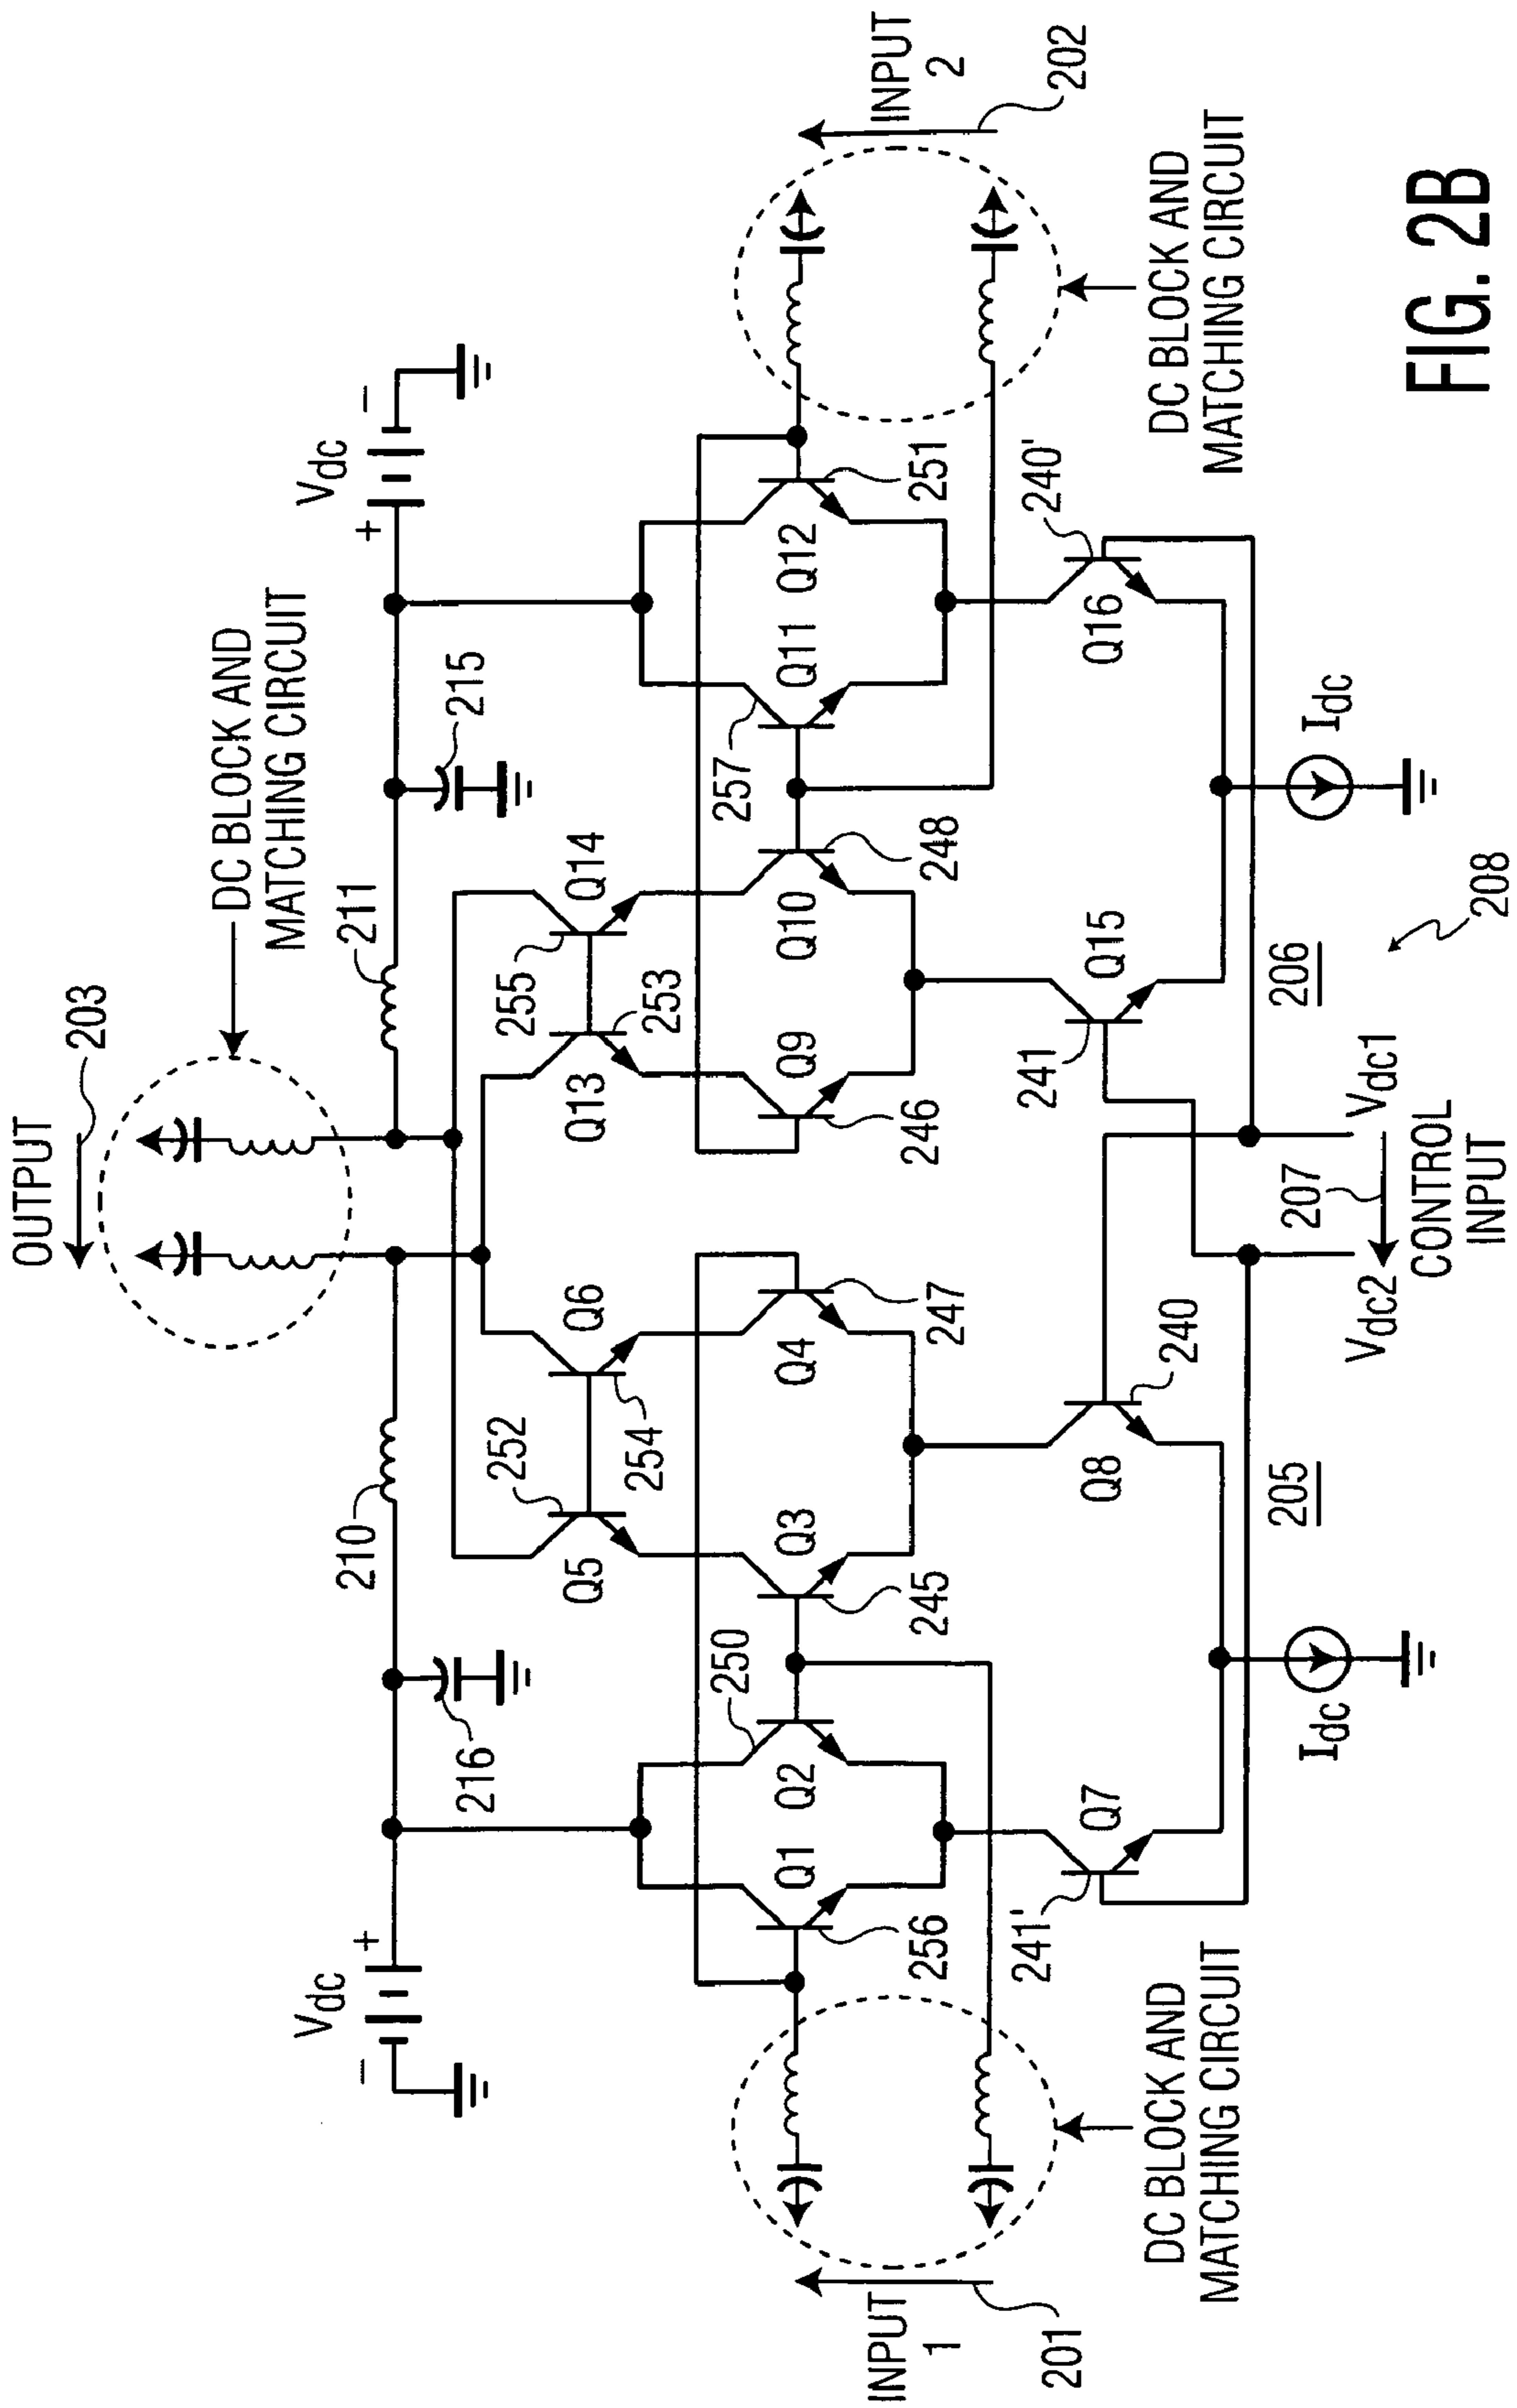 OUTPUT
203
DC BLOCK AND
MATCHING CIRCUIT
Vdc
+
−
210
211
Vdc
+
−
216
215
Q5
252
254
Q6
Q13
255
253
Q14
INPUT
1
201
256
Q1
Q2
250
Q3
245
Q4
247
246
Q9
Q10
248
257
Q11
Q12
251
INPUT
2
202
DC BLOCK AND
MATCHING CIRCUIT
241'
Q7
Q8
240
241
Q15
Q16
240'
DC BLOCK AND
MATCHING CIRCUIT
Idc
205
206
Idc
207
Vdc2
Vdc1
CONTROL
INPUT
208
FIG. 2B